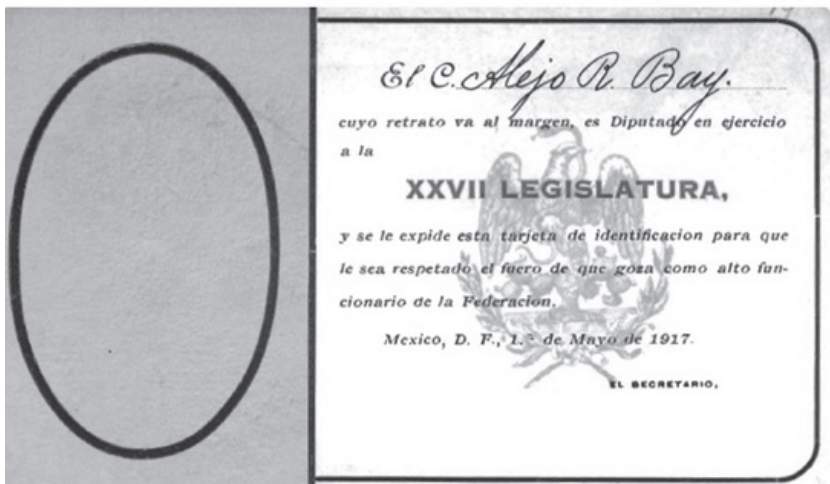 El C. Alejo R. Bay.
cuyo retrato va al margen, es Diputado en ejercicio
a la
XXVII LEGISLATURA,
y se le expide esta tarjeta de identificacion para que
le sea respetado el fuero de que goza como alto fun-
cionario de la Federacion.
Mexico, D. F., 1.º de Mayo de 1917.
EL SECRETARIO,